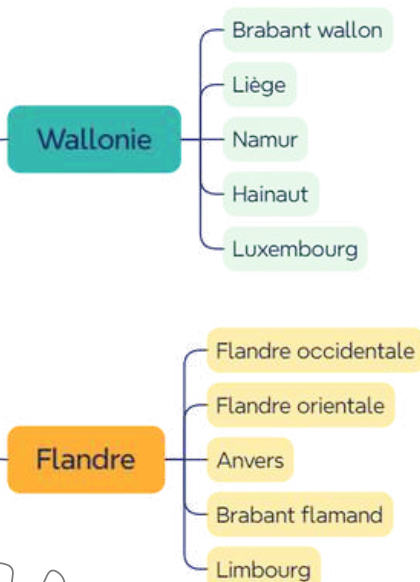 Wallonie
Brabant wallon
Liège
Namur
Hainaut
Luxembourg
Flandre
Flandre occidentale
Flandre orientale
Anvers
Brabant flamand
Limbourg